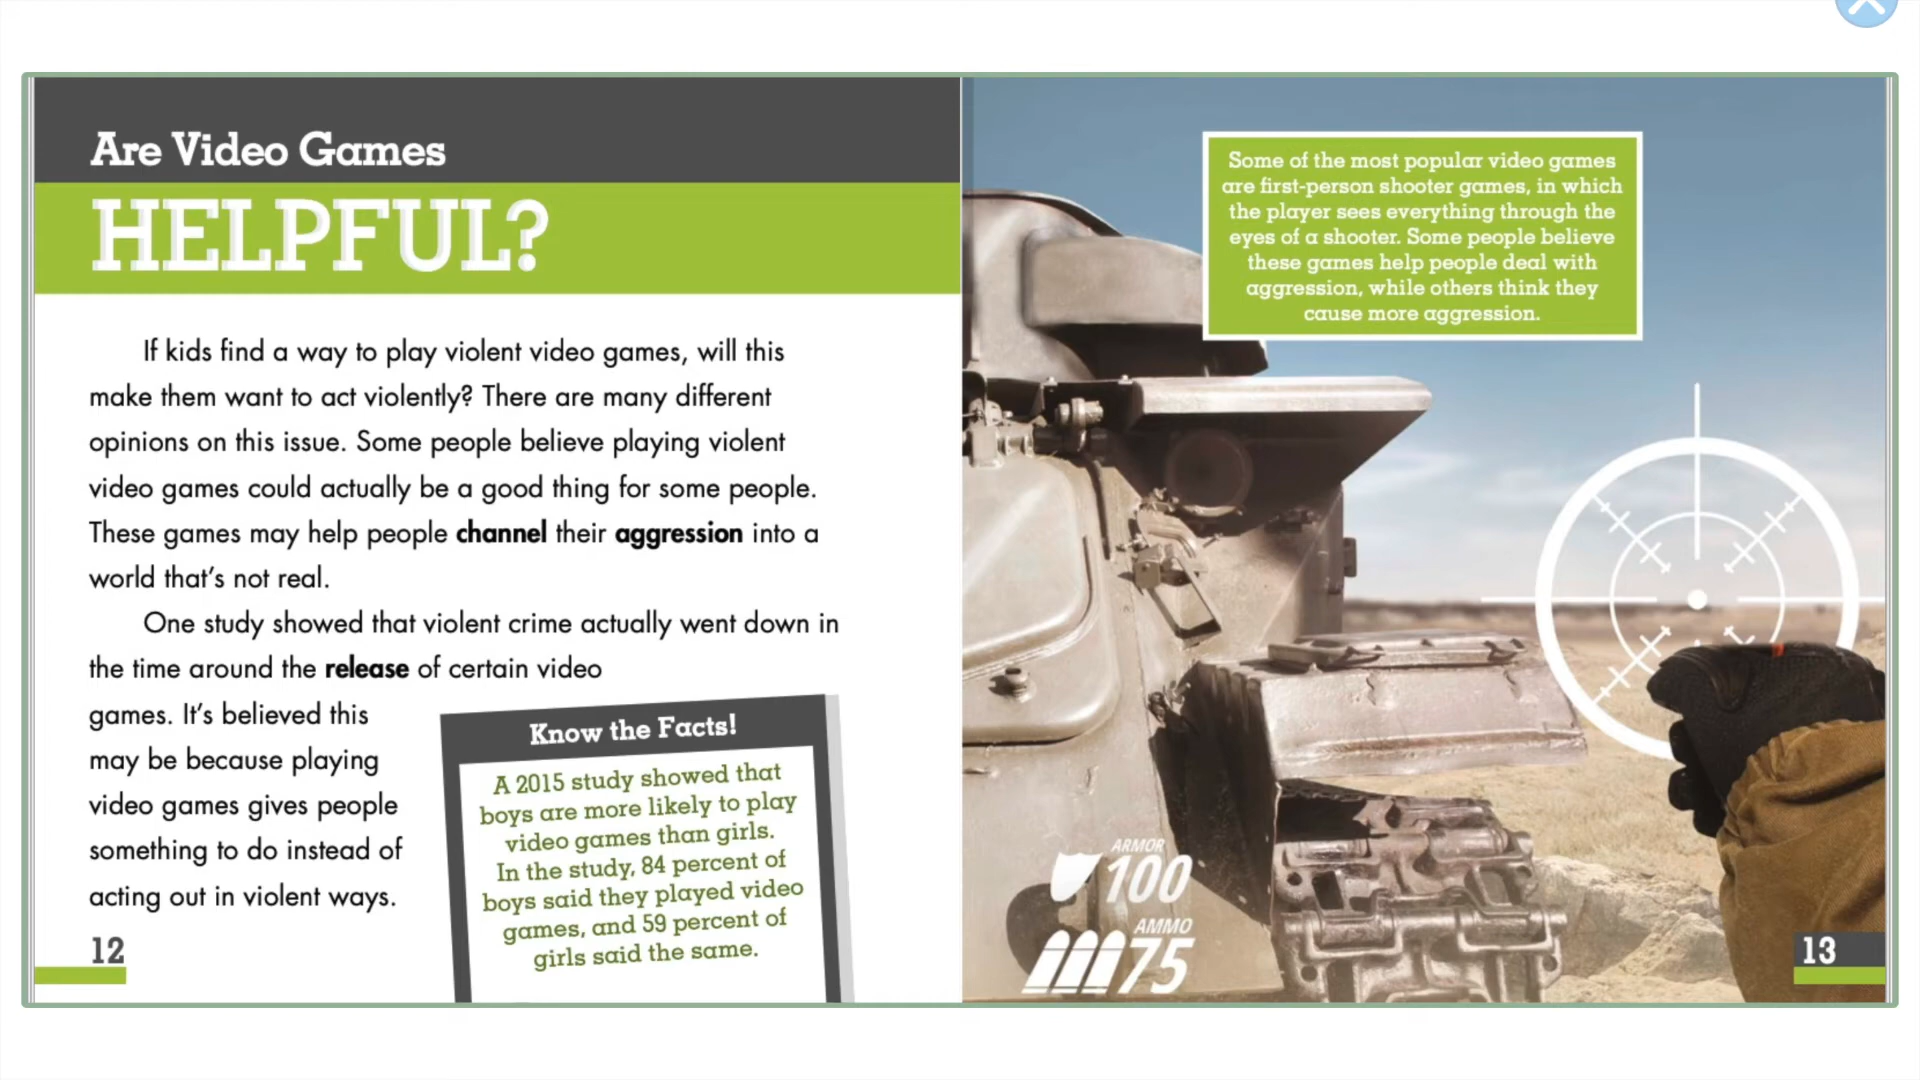 Are Video Games
HELPFUL?
If kids find a way to play violent video games, will this
make them want to act violently? There are many different
opinions on this issue. Some people believe playing violent
video games could actually be a good thing for some people.
These games may help people channel their aggression into a
world that's not real.
One study showed that violent crime actually went down in
the time around the release of certain video
games. It's believed this
may be because playing
video games gives people
something to do instead of
acting out in violent ways.
Know the Facts!
A 2015 study showed that
boys are more likely to play
video games than girls.
In the study, 84 percent of
boys said they played video
games, and 59 percent of
girls said the same.
12
Some of the most popular video games
are first-person shooter games, in which
the player sees everything through the
eyes of a shooter. Some people believe
these games help people deal with
aggression, while others think they
cause more aggression.
ARMOR
100
AMMO
75
13